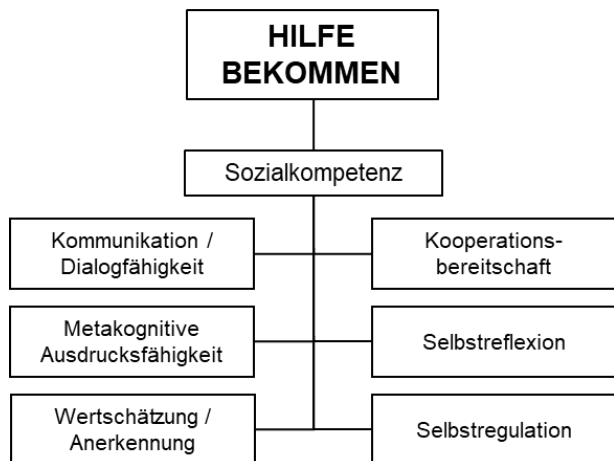 HILFE
BEKOMMEN
Sozialkompetenz
Kommunikation /
Dialogfähigkeit
Kooperations-
bereitschaft
Metakognitive
Ausdrucksfähigkeit
Selbstreflexion
Wertschätzung /
Anerkennung
Selbstregulation